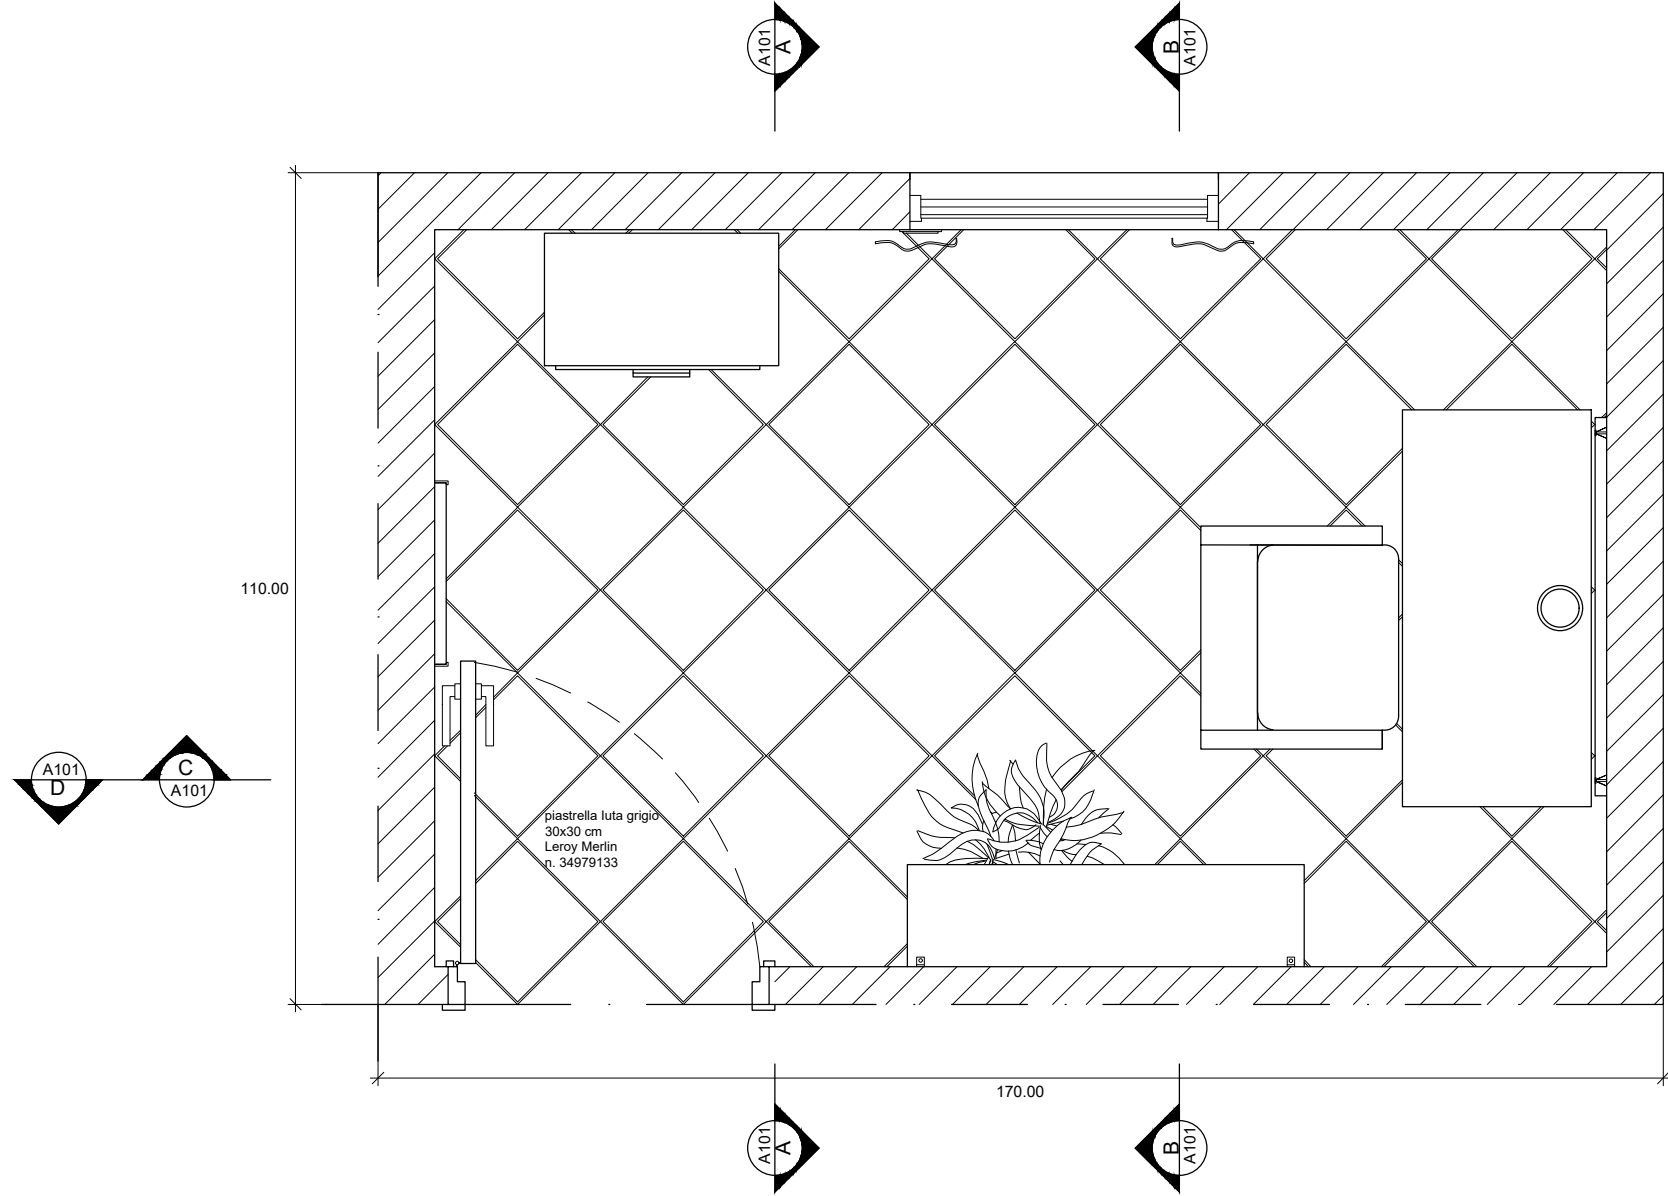 A101
A
B
A101
110.00
A101
D
C
A101
piastrella luta grigio
30x30 cm
Leroy Merlin
n. 34979133
170.00
A101
A
B
A101